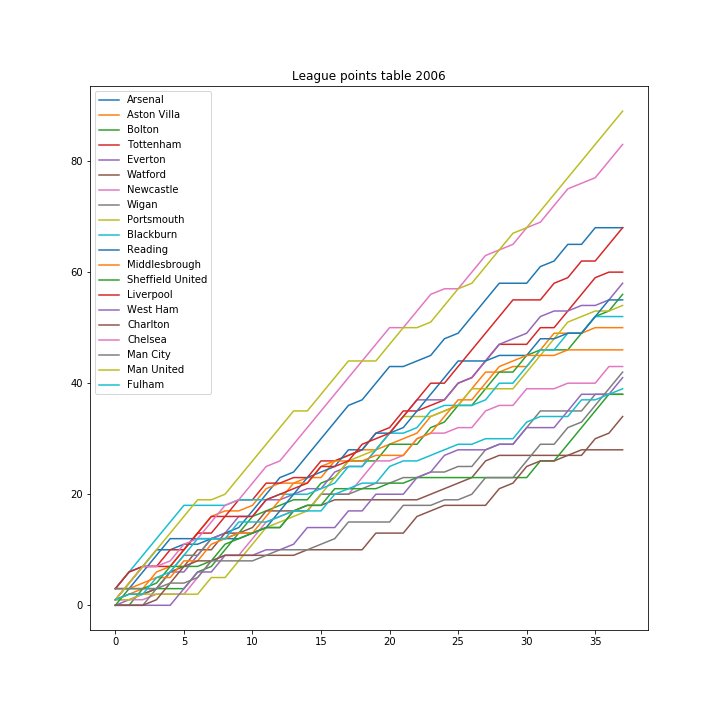 League points table 2006
Arsenal
Aston Villa
Bolton
Tottenham
Everton
Watford
Newcastle
Wigan
Portsmouth
Blackburn
Reading
Middlesbrough
Sheffield United
Liverpool
West Ham
Charlton
Chelsea
Man City
Man United
Fulham
80
60
40
20
0
0 5 10 15 20 25 30 35